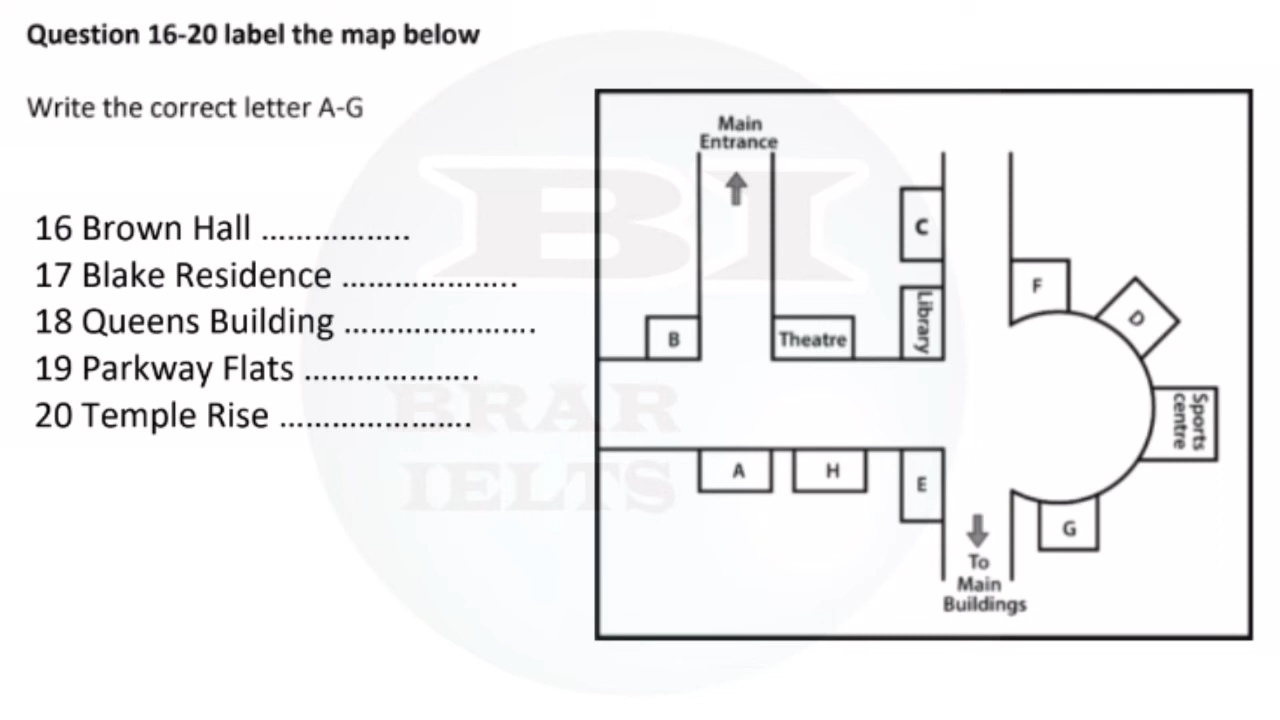 Question 16-20 label the map below
Write the correct letter A-G
16 Brown Hall .................
17 Blake Residence ....................
18 Queens Building ......................
19 Parkway Flats ....................
20 Temple Rise ......................
Main
Entrance
C
F
D
B
Theatre
Library
Sports
centre
A
H
E
G
To
Main
Buildings
BI
BRAR
IELTS